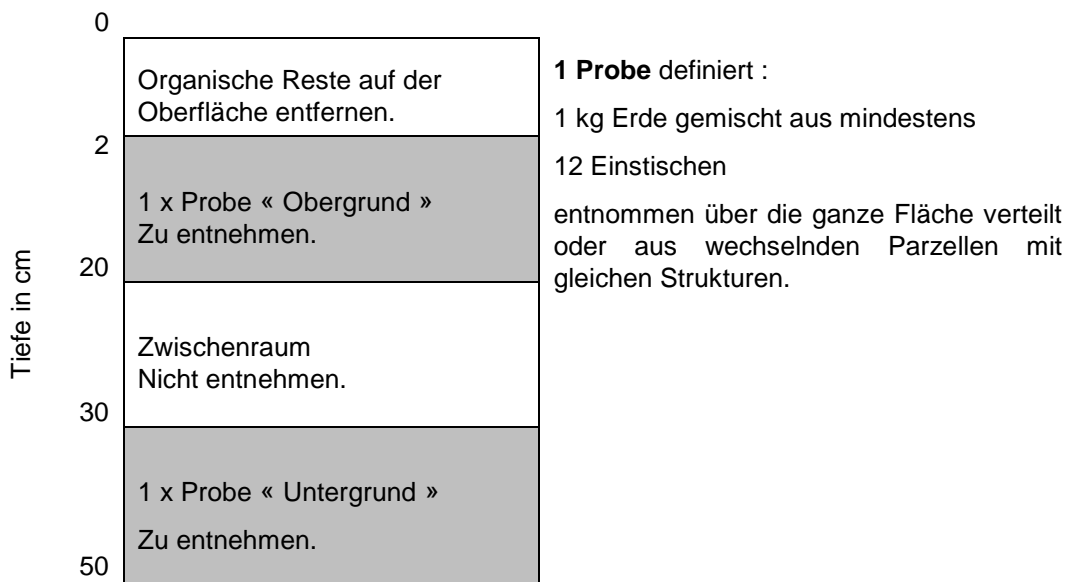 0
Organische Reste auf der
Oberfläche entfernen.
2
1 x Probe « Obergrund »
Zu entnehmen.
20
Zwischenraum
Nicht entnehmen.
30
1 x Probe « Untergrund »
Zu entnehmen.
50
Tiefe in cm
1 Probe definiert :
1 kg Erde gemischt aus mindestens
12 Einstischen
entnommen über die ganze Fläche verteilt
oder aus wechselnden Parzellen mit
gleichen Strukturen.